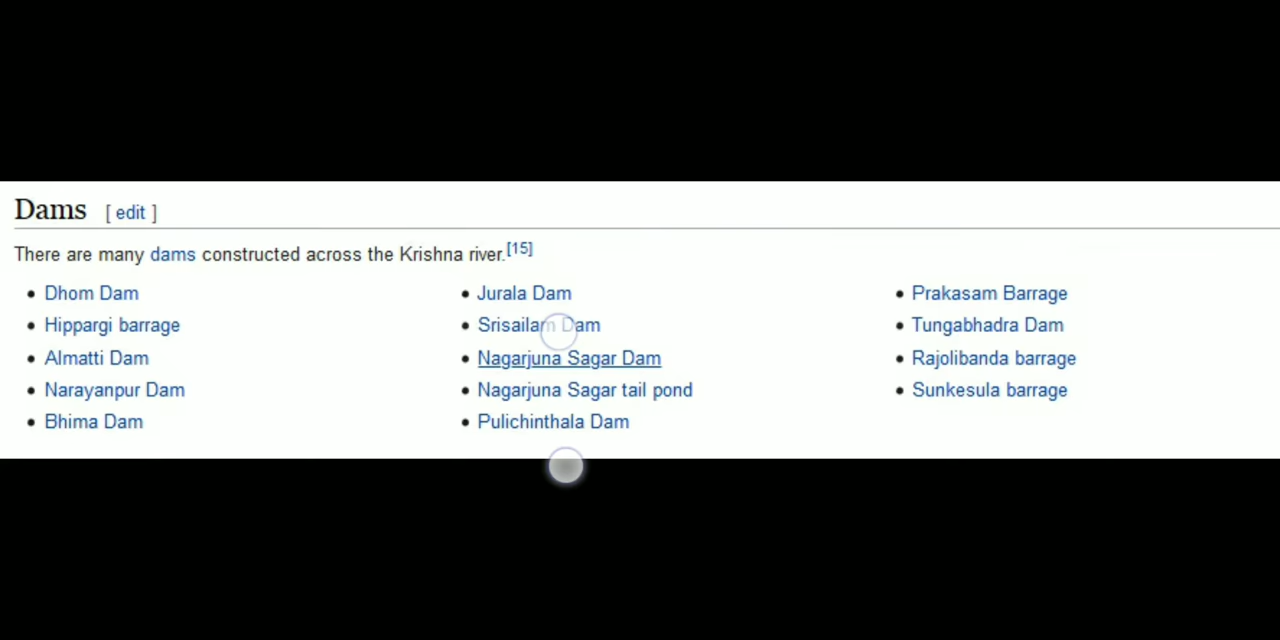 Dams [ edit ]
There are many dams constructed across the Krishna river.[15]
• Dhom Dam
• Hippargi barrage
• Almatti Dam
• Narayanpur Dam
• Bhima Dam
• Jurala Dam
• Srisailam Dam
• Nagarjuna Sagar Dam
• Nagarjuna Sagar tail pond
• Pulichinthala Dam
• Prakasam Barrage
• Tungabhadra Dam
• Rajolibanda barrage
• Sunkesula barrage